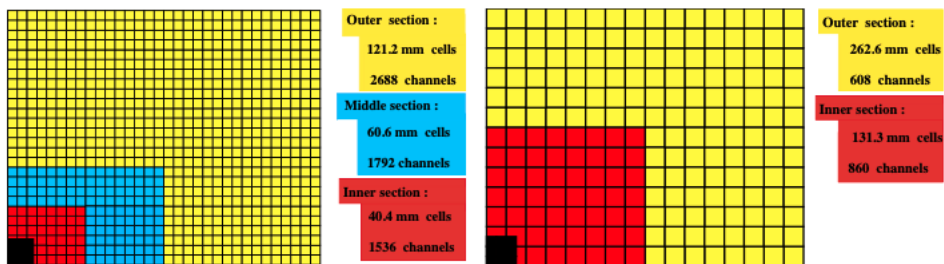 Outer section :
121.2 mm cells
2688 channels
Middle section :
60.6 mm cells
1792 channels
Inner section :
40.4 mm cells
1536 channels
Outer section :
262.6 mm cells
608 channels
Inner section :
131.3 mm cells
860 channels